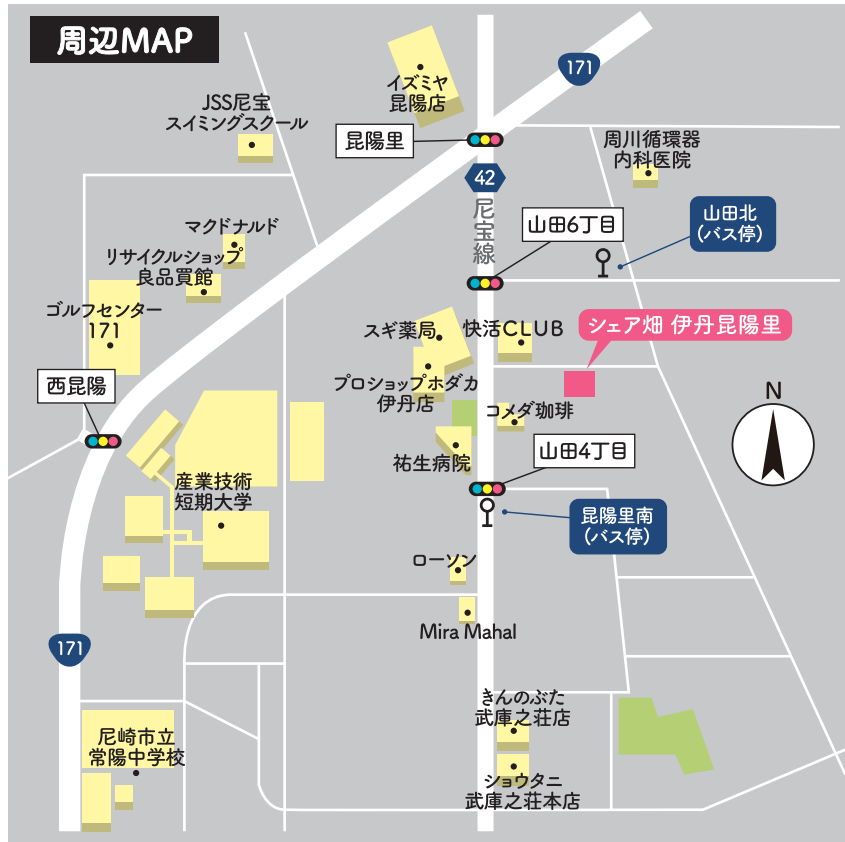 周辺MAP
イズミヤ
昆陽店
171
JSS尼宝
スイミングスクール
昆陽里
周川循環器
内科医院
42
尼宝線
山田6丁目
山田北
(バス停)
マクドナルド
リサイクルショップ
良品買館
ゴルフセンター
171
スギ薬局
快活CLUB
シェア畑 伊丹昆陽里
西昆陽
プロショップホダカ
伊丹店
コメダ珈琲
N
祐生病院
山田4丁目
産業技術
短期大学
昆陽里南
(バス停)
ローソン
Mira Mahal
171
きんのぶた
武庫之荘店
尼崎市立
常陽中学校
ショウタニ
武庫之荘本店